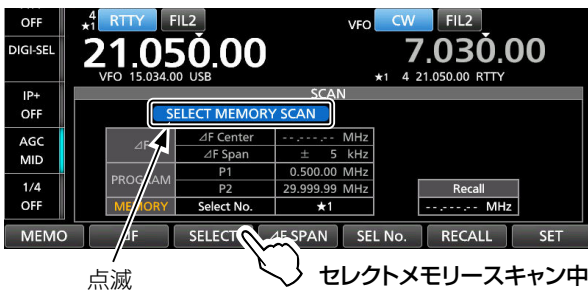 OFF
4
★1 RTTY FIL2
VFO CW FIL2
DIGI-SEL
21.050.00
7.030.00
VFO 15.034.00 USB
★1 4 21.050.00 RTTY
IP+
OFF
SCAN
SELECT MEMORY SCAN
AGC
MID
⊿F Center --.---.-- MHz
⊿F Span ± 5 kHz
PROGRAM P1 0.500.00 MHz
P2 29.999.99 MHz
1/4
OFF
MEMORY Select No. ★1
Recall
--.---.-- MHz
MEMO ⊿F SELECT ⊿F SPAN SEL No. RECALL SET
点滅
セレクトメモリースキャン中